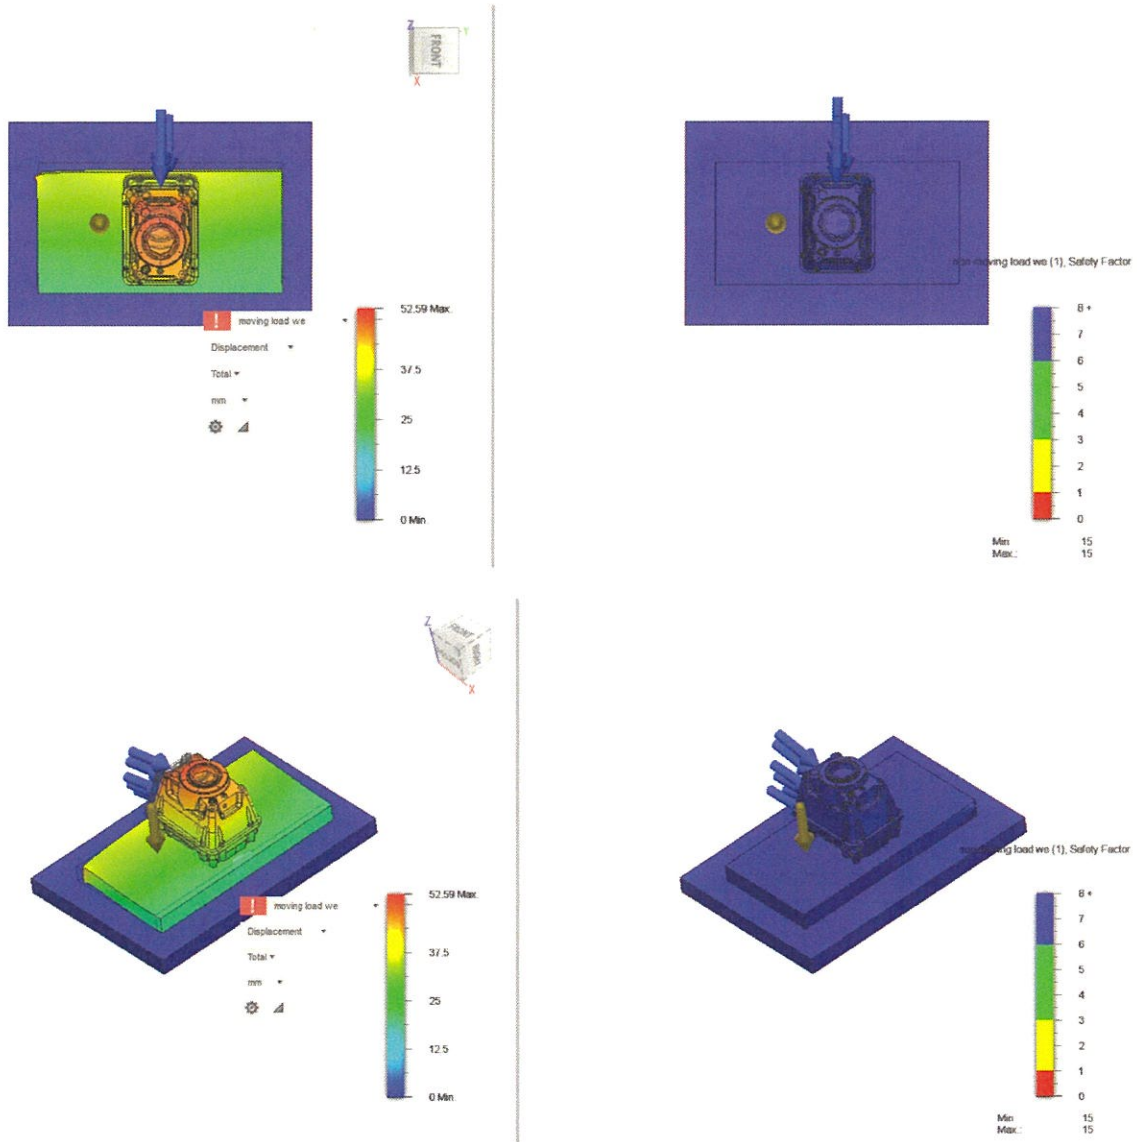 Z
Y
FRONT
X
moving load we
Displacement
Total
mm
52.59 Max.
37.5
25
12.5
0 Min
moving load we (1), Safety Factor
8+
7
6
5
4
3
2
1
0
Min 15
Max.: 15
Z
FRONT
X
moving load we
Displacement
Total
mm
52.59 Max.
37.5
25
12.5
0 Min
moving load we (1), Safety Factor
8+
7
6
5
4
3
2
1
0
Min 15
Max.: 15